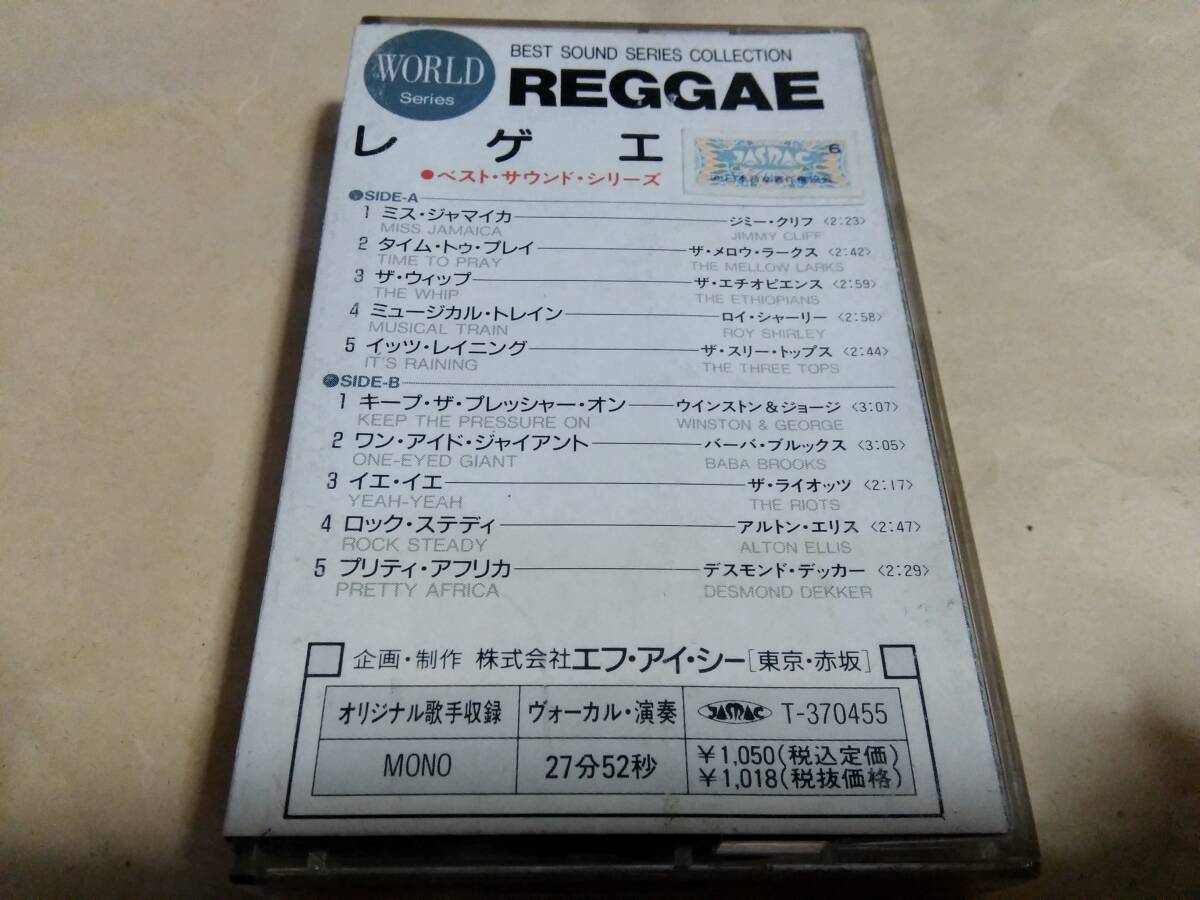 WORLD
Series
BEST SOUND SERIES COLLECTION
REGGAE
レゲエ
●ベスト・サウンド・シリーズ
JASRAC
6
SIDE-A
1 ミス・ジャマイカ ジミー・クリフ 〈2:23〉
MISS JAMAICA JIMMY CLIFF
2 タイム・トゥ・プレイ ザ・メロウ・ラークス 〈2:42〉
TIME TO PRAY THE MELLOW LARKS
3 ザ・ウィップ ザ・エチオピエンス 〈2:59〉
THE WHIP THE ETHIOPIANS
4 ミュージカル・トレイン ロイ・シャーリー 〈2:58〉
MUSICAL TRAIN ROY SHIRLEY
5 イッツ・レイニング ザ・スリー・トップス 〈2:44〉
IT'S RAINING THE THREE TOPS
SIDE-B
1 キープ・ザ・プレッシャー・オン ウインストン&ジョージ 〈3:07〉
KEEP THE PRESSURE ON WINSTON & GEORGE
2 ワン・アイド・ジャイアント バーバ・ブルックス 〈3:05〉
ONE-EYED GIANT BABA BROOKS
3 イエ・イエ ザ・ライオッツ 〈2:17〉
YEAH-YEAH THE RIOTS
4 ロック・ステディ アルトン・エリス 〈2:47〉
ROCK STEADY ALTON ELLIS
5 プリティ・アフリカ デスモンド・デッカー 〈2:29〉
PRETTY AFRICA DESMOND DEKKER
企画・制作 株式会社エフ・アイ・シー[東京・赤坂]
オリジナル歌手収録 ヴォーカル・演奏 JASRAC T-370455
MONO 27分52秒 ¥1,050(税込定価)
¥1,018(税抜価格)